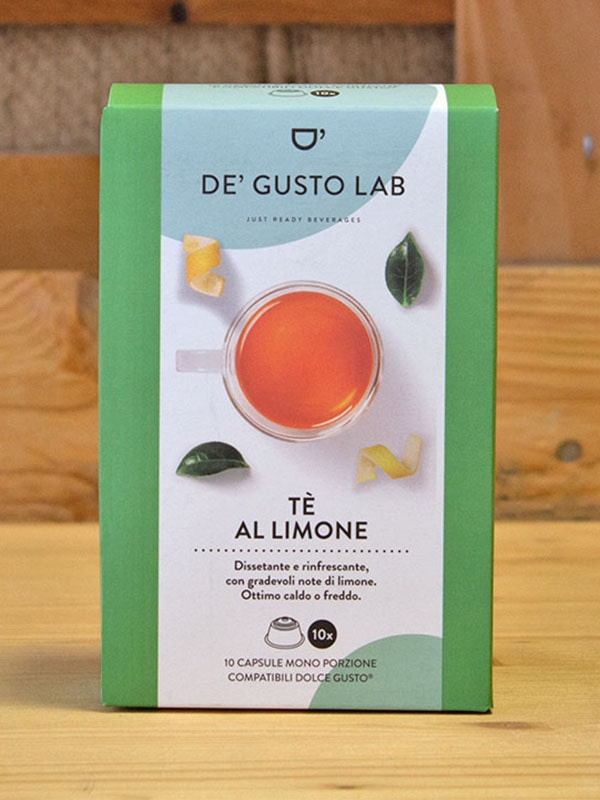 10x
D'
DE' GUSTO LAB
JUST READY BEVERAGES
TÈ
AL LIMONE
Dissetante e rinfrescante,
con gradevoli note di limone.
Ottimo caldo o freddo.
10x
10 CAPSULE MONO PORZIONE
COMPATIBILI DOLCE GUSTO®